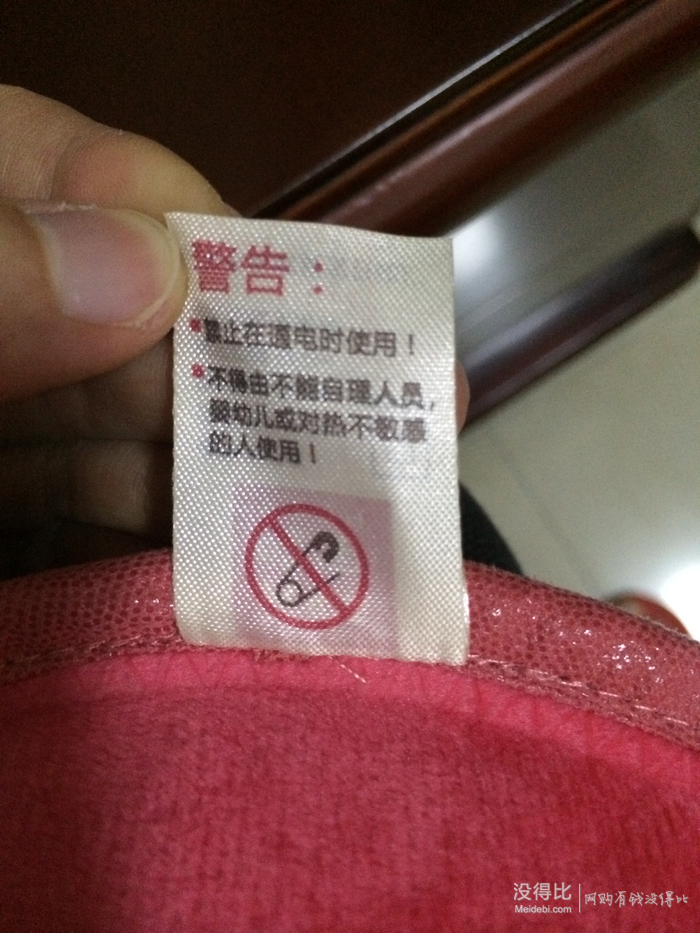 警告：
禁止在通电时使用！
不得由不能自理人员，
婴幼儿或对热不敏感
的人使用！
没得比
Meidebi.com
网购有钱没得比